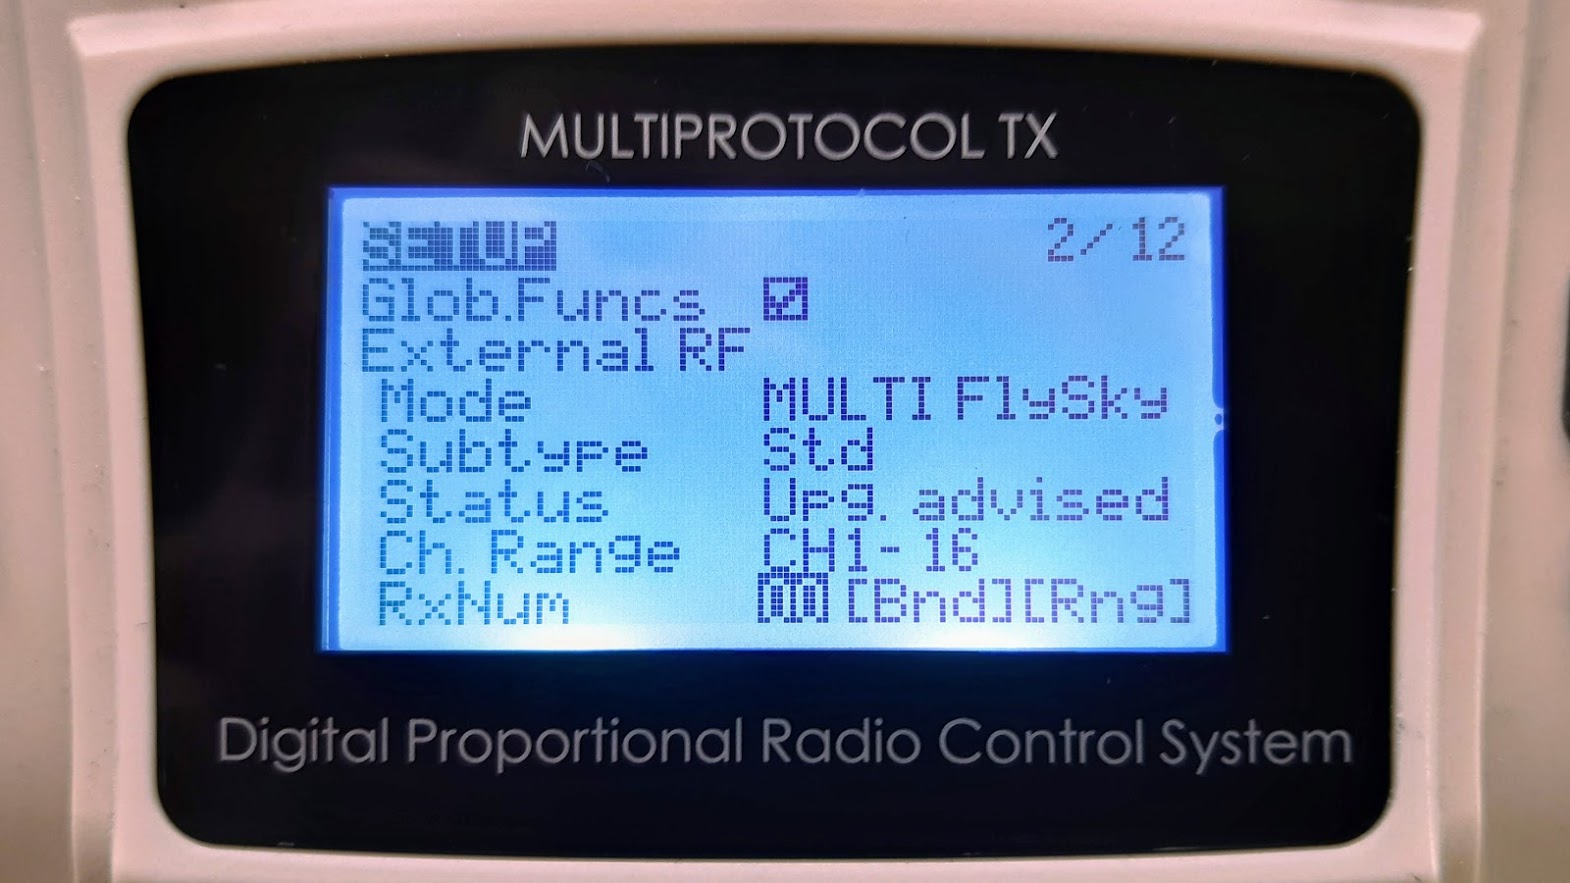 MULTIPROTOCOL TX
SETUP 2/12
Glob.Funcs
External RF
Mode MULTI FlySky
Subtype Std
Status Upg. advised
Ch. Range CH1-16
RxNum [Bnd][Rng]
Digital Proportional Radio Control System